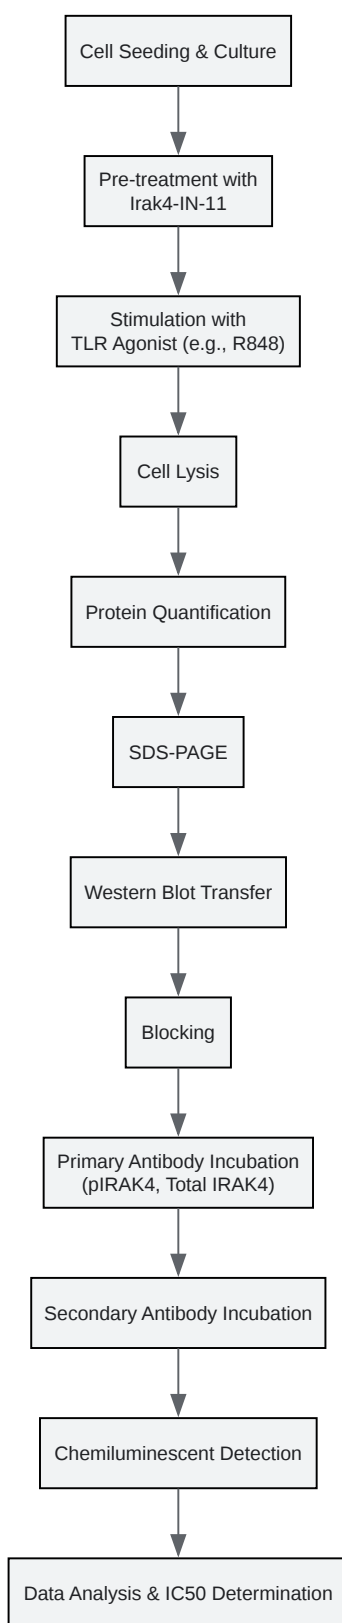 Cell Seeding & Culture
Pre-treatment with
Irak4-IN-11
Stimulation with
TLR Agonist (e.g., R848)
Cell Lysis
Protein Quantification
SDS-PAGE
Western Blot Transfer
Blocking
Primary Antibody Incubation
(pIRAK4, Total IRAK4)
Secondary Antibody Incubation
Chemiluminescent Detection
Data Analysis & IC50 Determination